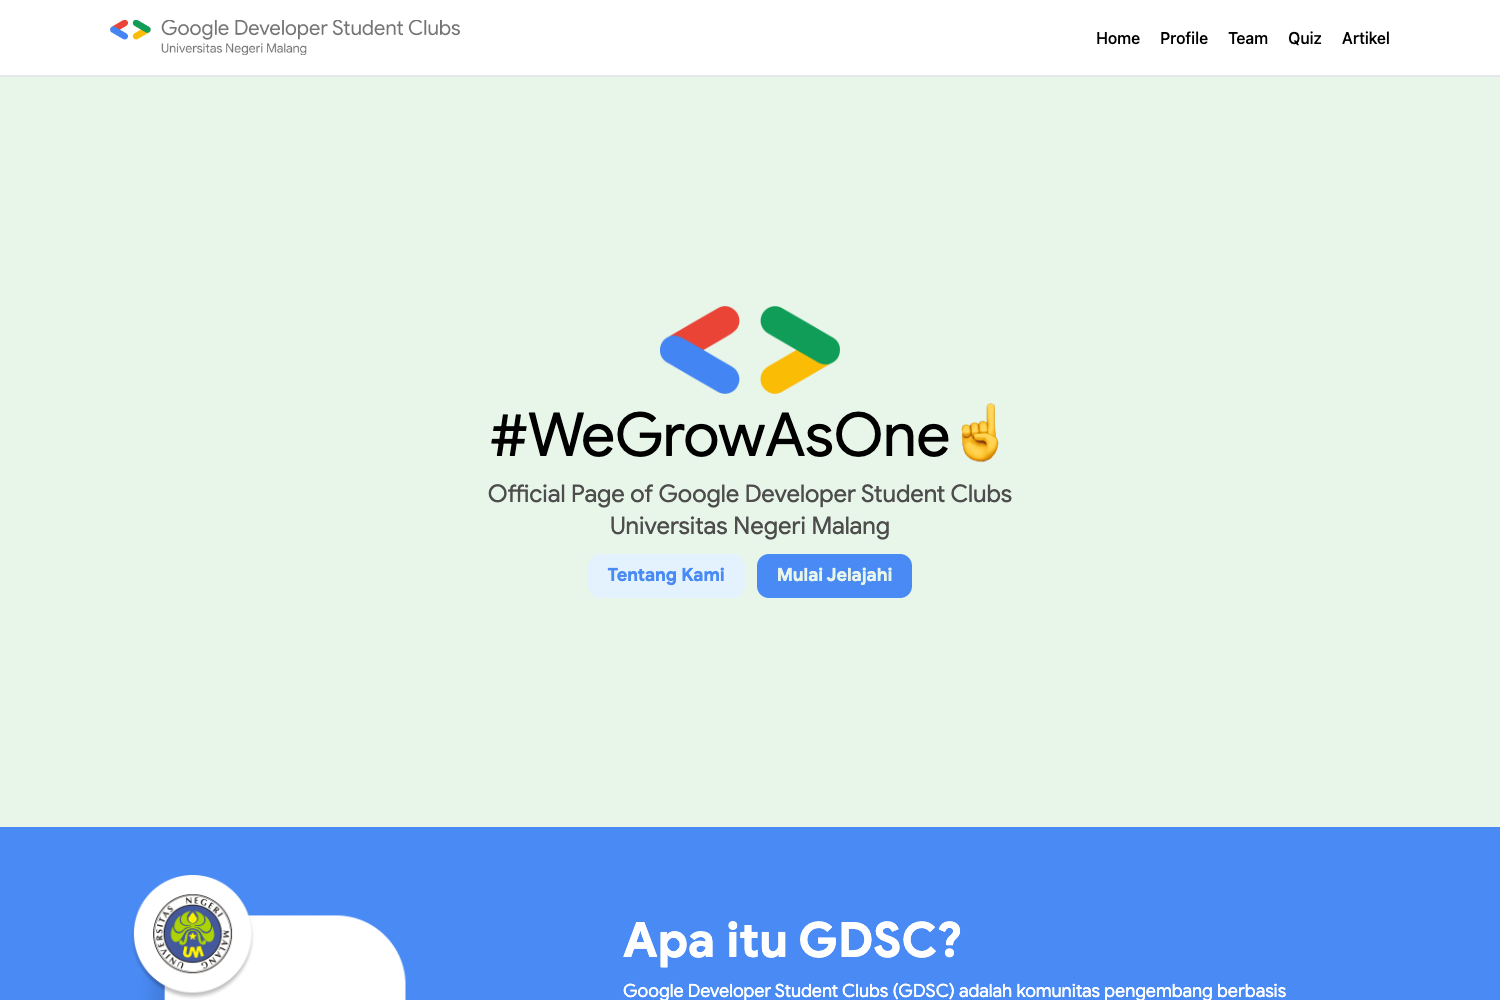 Google Developer Student Clubs
Universitas Negeri Malang
Home Profile Team Quiz Artikel
#WeGrowAsOne☝
Official Page of Google Developer Student Clubs
Universitas Negeri Malang
Tentang Kami Mulai Jelajahi
UNIVERSITAS NEGERI MALANG
UM
Apa itu GDSC?
Google Developer Student Clubs (GDSC) adalah komunitas pengembang berbasis